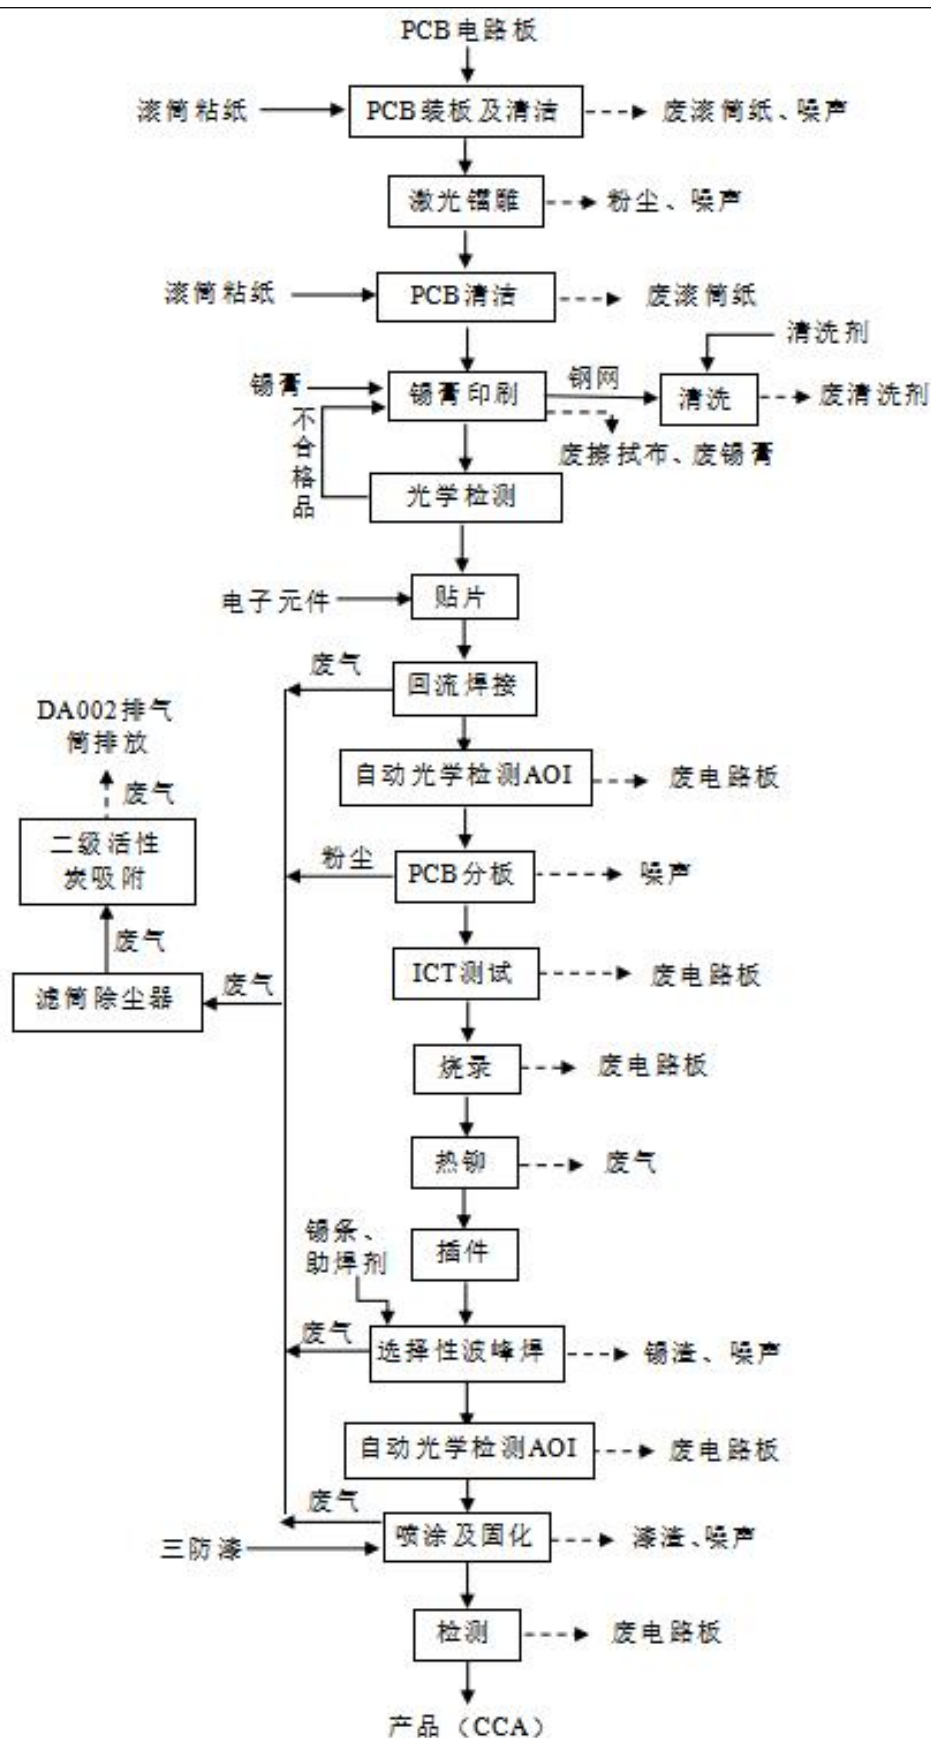 PCB电路板
滚筒粘纸
PCB装板及清洁
废滚筒纸、噪声
激光镭雕
粉尘、噪声
滚筒粘纸
PCB清洁
废滚筒纸
清洗剂
锡膏
锡膏印刷
钢网
清洗
废清洗剂
不合格品
废擦拭布、废锡膏
光学检测
电子元件
贴片
废气
回流焊接
DA002排气
筒排放
自动光学检测AOI
废电路板
废气
二级活性
炭吸附
粉尘
PCB分板
噪声
废气
滤筒除尘器
废气
ICT测试
废电路板
烧录
废电路板
热铆
废气
锡条、
助焊剂
插件
废气
选择性波峰焊
锡渣、噪声
自动光学检测AOI
废电路板
废气
三防漆
喷涂及固化
漆渣、噪声
检测
废电路板
产品（CCA）